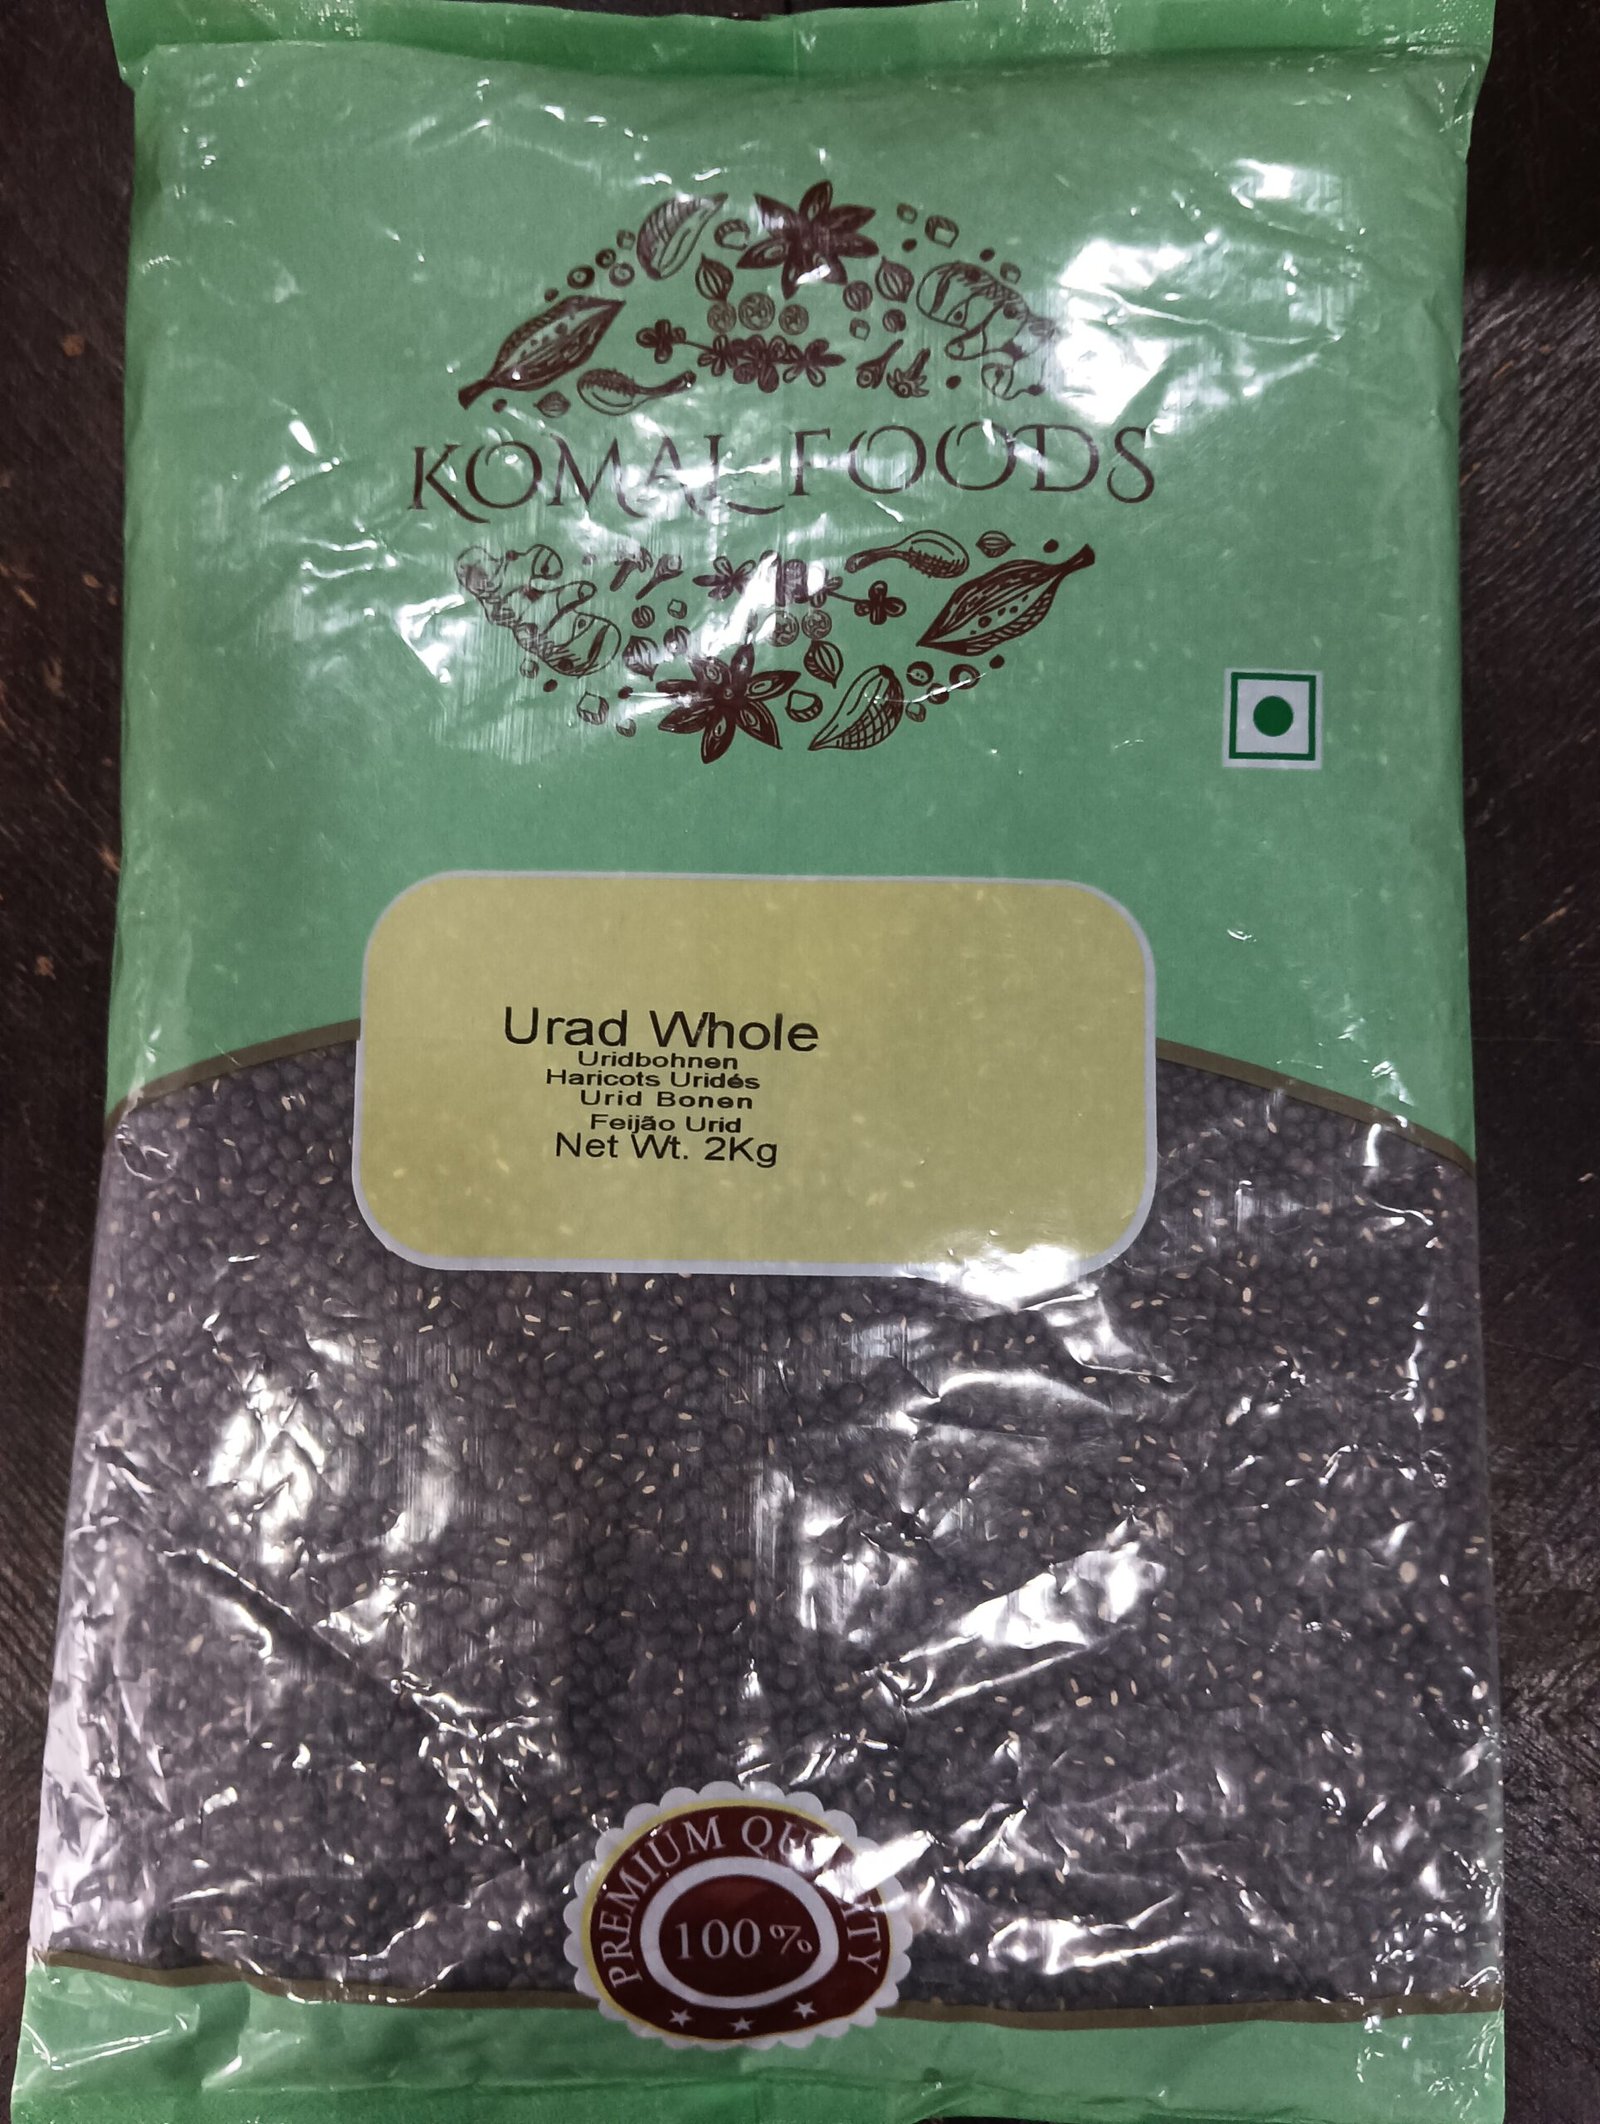 KOMAL FOODS
Urad Whole
Uridbohnen
Haricots Uridés
Urid Bonen
Feijão Urid
Net Wt. 2Kg
PREMIUM QUALITY
100%